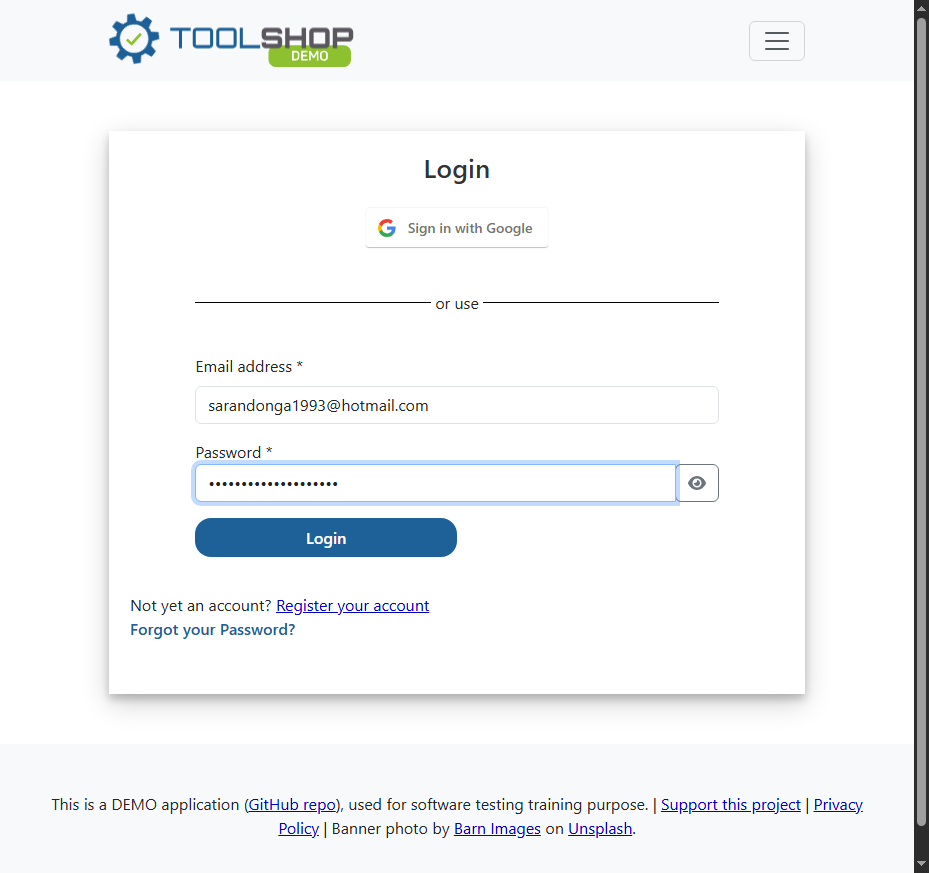 TOOLSHOP
DEMO
Login
Sign in with Google
or use
Email address *
sarandonga1993@hotmail.com
Password *
••••••••••••••••••••
Login
Not yet an account? Register your account
Forgot your Password?
This is a DEMO application (GitHub repo), used for software testing training purpose. | Support this project | Privacy
Policy | Banner photo by Barn Images on Unsplash.